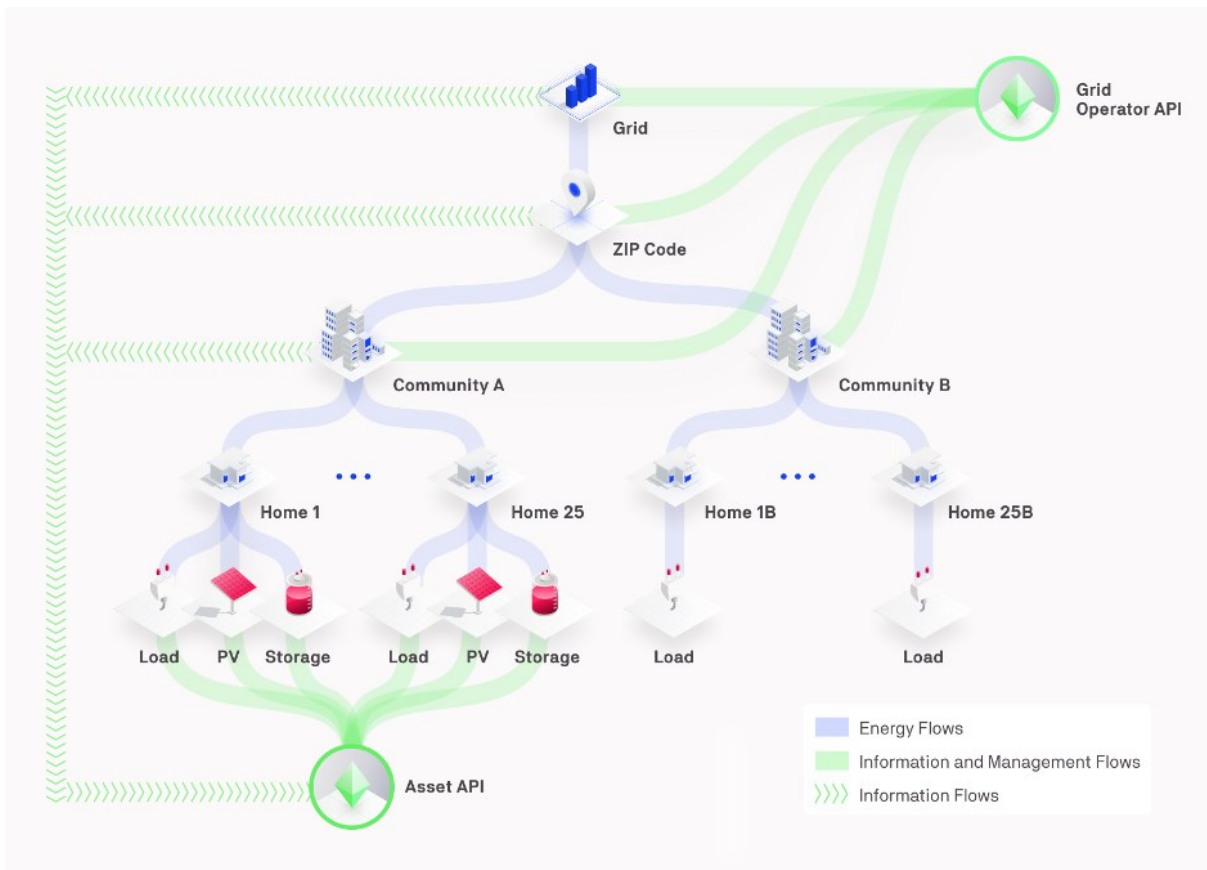 Grid
Grid
Operator API
ZIP Code
Community A
Community B
Home 1
Home 25
Home 1B
Home 25B
Load
PV
Storage
Load
PV
Storage
Load
Load
Asset API
Energy Flows
Information and Management Flows
Information Flows